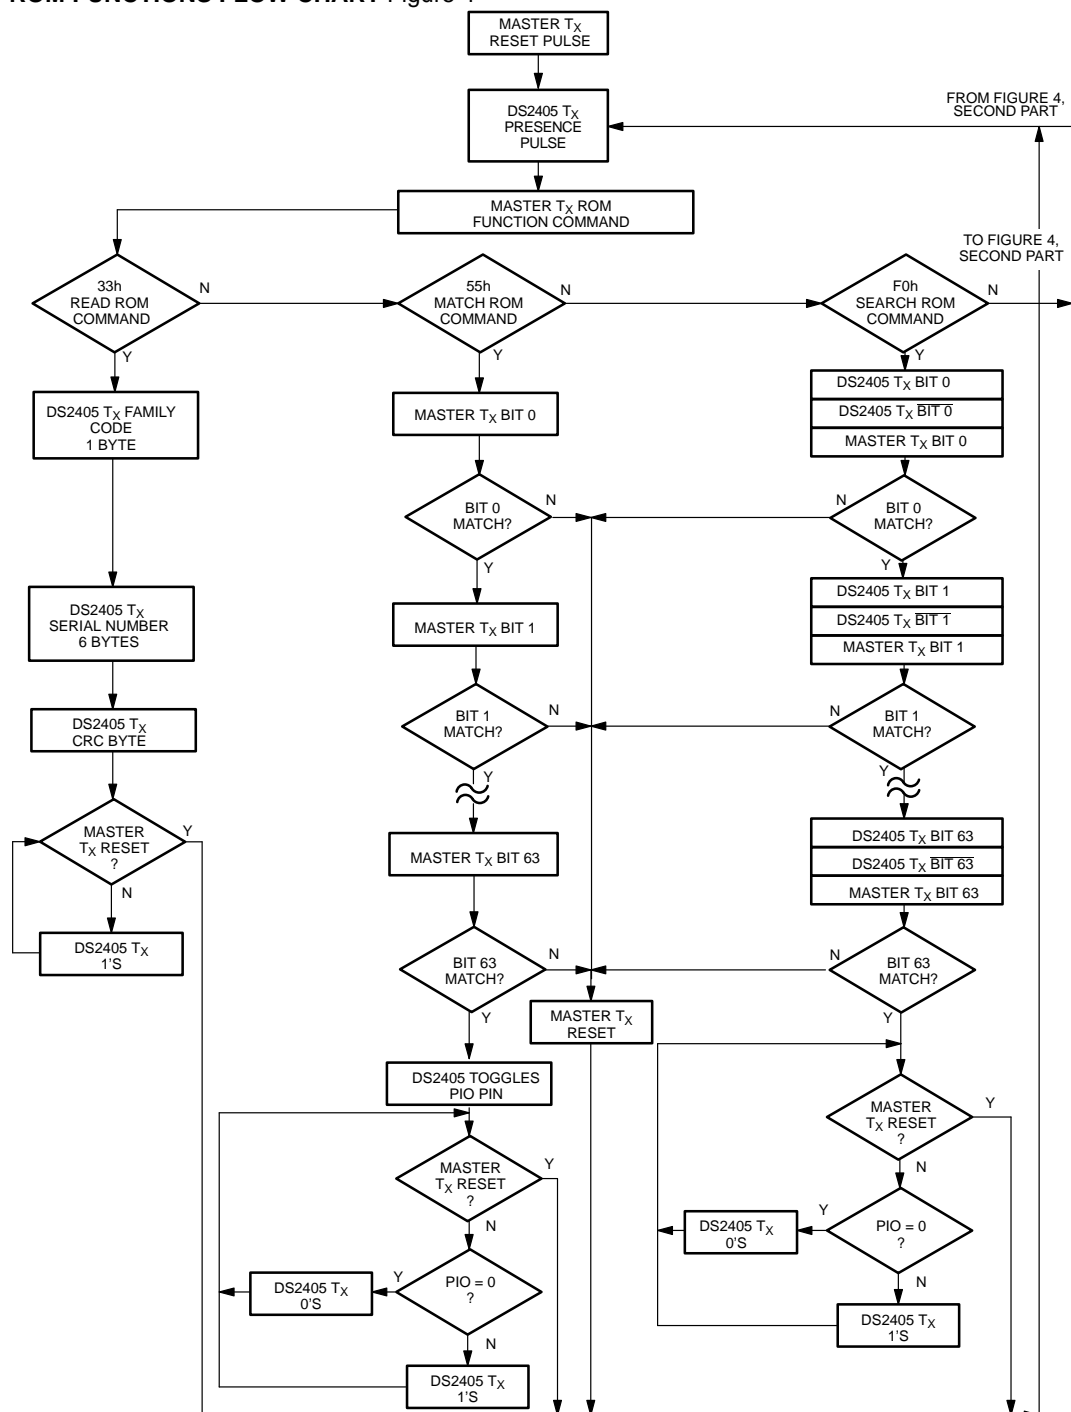 ROM FUNCTIONS FLOW CHART Figure 4
MASTER TX
RESET PULSE
DS2405 TX
PRESENCE
PULSE
FROM FIGURE 4,
SECOND PART
MASTER TX ROM
FUNCTION COMMAND
TO FIGURE 4,
SECOND PART
33h
READ ROM
COMMAND
N
Y
55h
MATCH ROM
COMMAND
N
Y
F0h
SEARCH ROM
COMMAND
N
Y
DS2405 TX FAMILY
CODE
1 BYTE
DS2405 TX
SERIAL NUMBER
6 BYTES
DS2405 TX
CRC BYTE
MASTER
TX RESET
?
Y
N
DS2405 TX
1'S
MASTER TX BIT 0
BIT 0
MATCH?
N
Y
MASTER TX BIT 1
BIT 1
MATCH?
N
Y
MASTER TX BIT 63
BIT 63
MATCH?
N
Y
DS2405 TOGGLES
PIO PIN
MASTER
TX RESET
?
Y
N
PIO = 0
?
Y
N
DS2405 TX
0'S
DS2405 TX
1'S
MASTER TX
RESET
DS2405 TX BIT 0
DS2405 TX BIT 0
MASTER TX BIT 0
BIT 0
MATCH?
N
Y
DS2405 TX BIT 1
DS2405 TX BIT 1
MASTER TX BIT 1
BIT 1
MATCH?
N
Y
DS2405 TX BIT 63
DS2405 TX BIT 63
MASTER TX BIT 63
BIT 63
MATCH?
N
Y
MASTER
TX RESET
?
Y
N
PIO = 0
?
Y
N
DS2405 TX
0'S
DS2405 TX
1'S